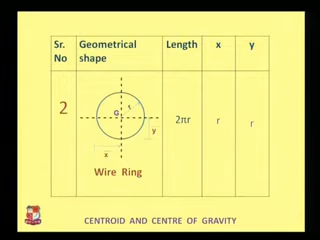 Sr. No
Geometrical shape
Length
x
y
2
G
r
y
x
Wire Ring
2πr
r
r
CENTROID AND CENTRE OF GRAVITY